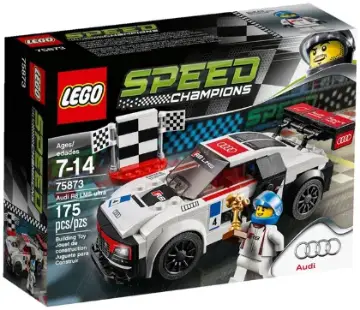 75873
LEGO
SPEED
CHAMPIONS
Ages/
edades
7-14
75873
Audi R8 LMS ultra
175
pcs/pzs
Building Toy
Jouet de
construction
Juguete para
Construir
4
Audi